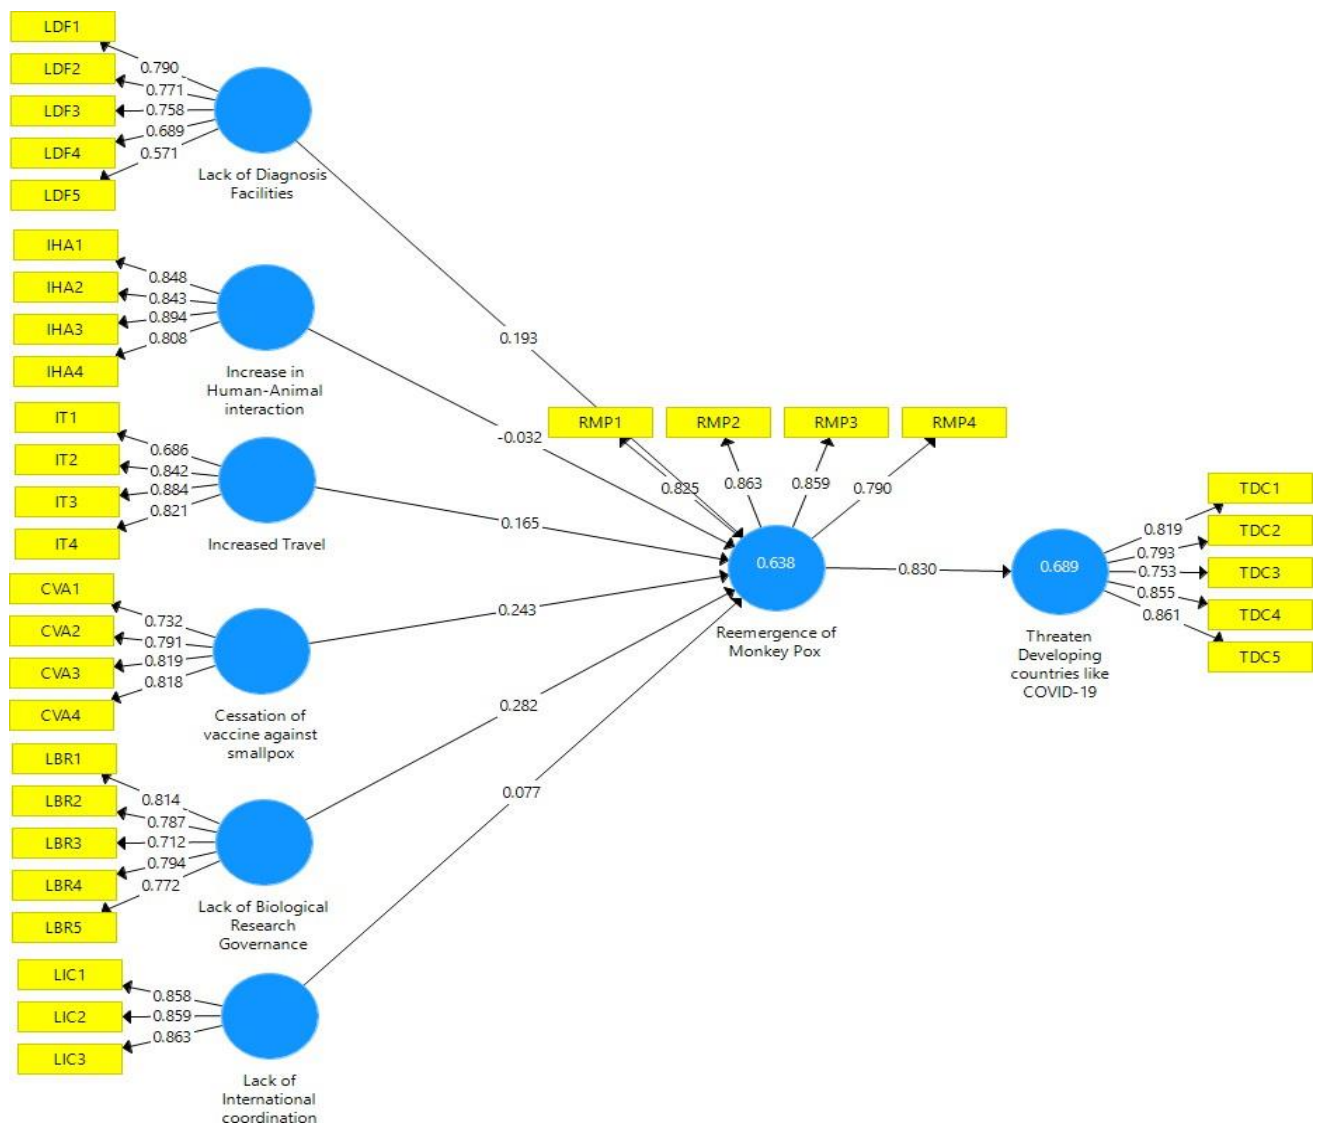 LDF1
0.790
LDF2
0.771
LDF3
0.758
LDF4
0.689
LDF5
0.571
Lack of Diagnosis
Facilities
IHA1
0.848
IHA2
0.843
IHA3
0.894
IHA4
0.808
Increase in
Human-Animal
interaction
IT1
0.686
IT2
0.842
IT3
0.884
IT4
0.821
Increased Travel
CVA1
0.732
CVA2
0.791
CVA3
0.819
CVA4
0.818
Cessation of
vaccine against
smallpox
LBR1
0.814
LBR2
0.787
LBR3
0.712
LBR4
0.794
LBR5
0.772
Lack of Biological
Research
Governance
LIC1
0.858
LIC2
0.859
LIC3
0.863
Lack of
International
coordination
0.193
-0.032
0.165
0.243
0.282
0.077
RMP1
RMP2
RMP3
RMP4
0.825
0.863
0.859
0.790
0.638
Reemergence of
Monkey Pox
0.830
0.689
Threaten
Developing
countries like
COVID-19
TDC1
0.819
TDC2
0.793
TDC3
0.753
TDC4
0.855
TDC5
0.861